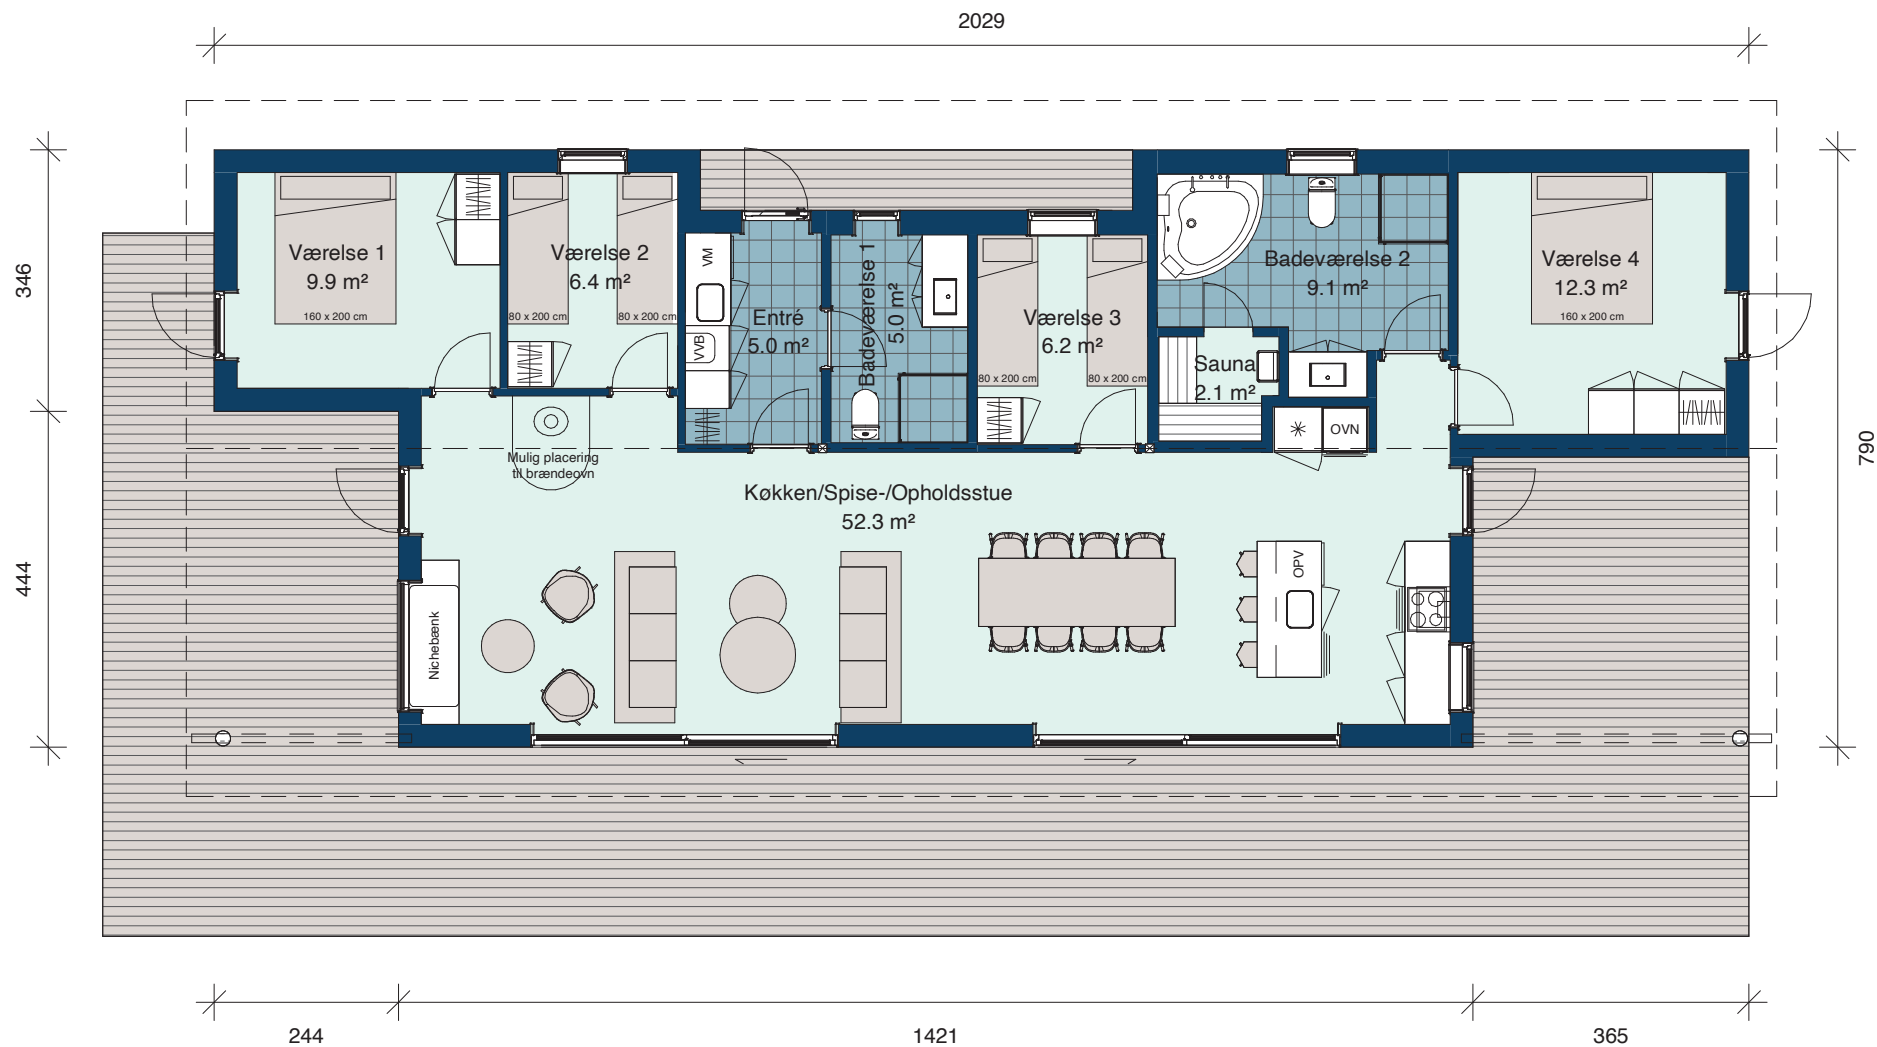 2029
346
444
790
Værelse 1
9.9 m²
160 x 200 cm
Værelse 2
6.4 m²
80 x 200 cm
80 x 200 cm
VM
VVB
Entré
5.0 m²
Badeværelse 1
5.0 m²
Værelse 3
6.2 m²
80 x 200 cm
80 x 200 cm
Badeværelse 2
9.1 m²
Sauna
2.1 m²
OVN
Værelse 4
12.3 m²
160 x 200 cm
Mulig placering
til brændeovn
Køkken/Spise-/Opholdsstue
52.3 m²
Nichebænk
OPV
244
1421
365